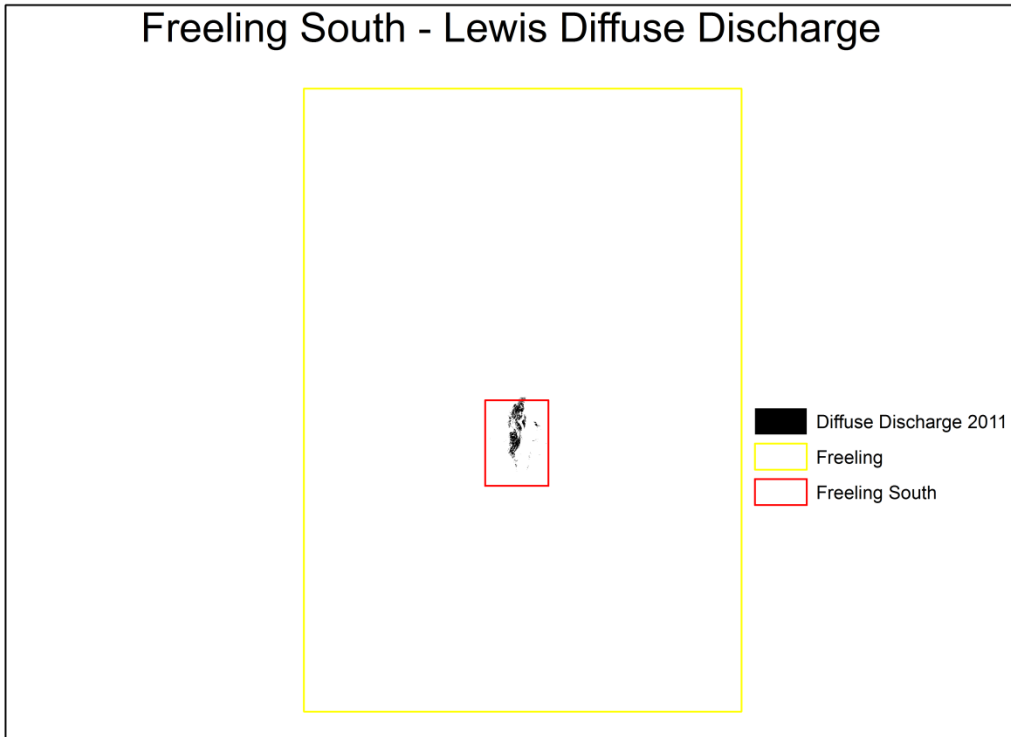 Freeling South - Lewis Diffuse Discharge
Diffuse Discharge 2011
Freeling
Freeling South